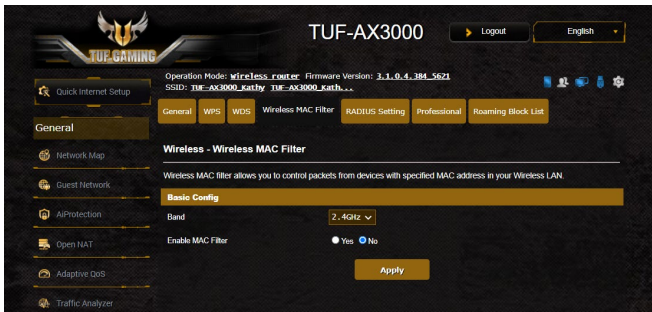 TUF-AX3000
Logout
English
TUF GAMING
Quick Internet Setup
Operation Mode: Wireless router Firmware Version: 3.1.0.4.384_5621
SSID: TUF-AX3000_Kathy TUF-AX3000_Kath...
General WPS WDS Wireless MAC Filter RADIUS Setting Professional Roaming Block List
General
Network Map
Guest Network
AiProtection
Open NAT
Adaptive QoS
Traffic Analyzer
Wireless - Wireless MAC Filter
Wireless MAC filter allows you to control packets from devices with specified MAC address in your Wireless LAN.
Basic Config
Band 2.4GHz
Enable MAC Filter Yes No
Apply